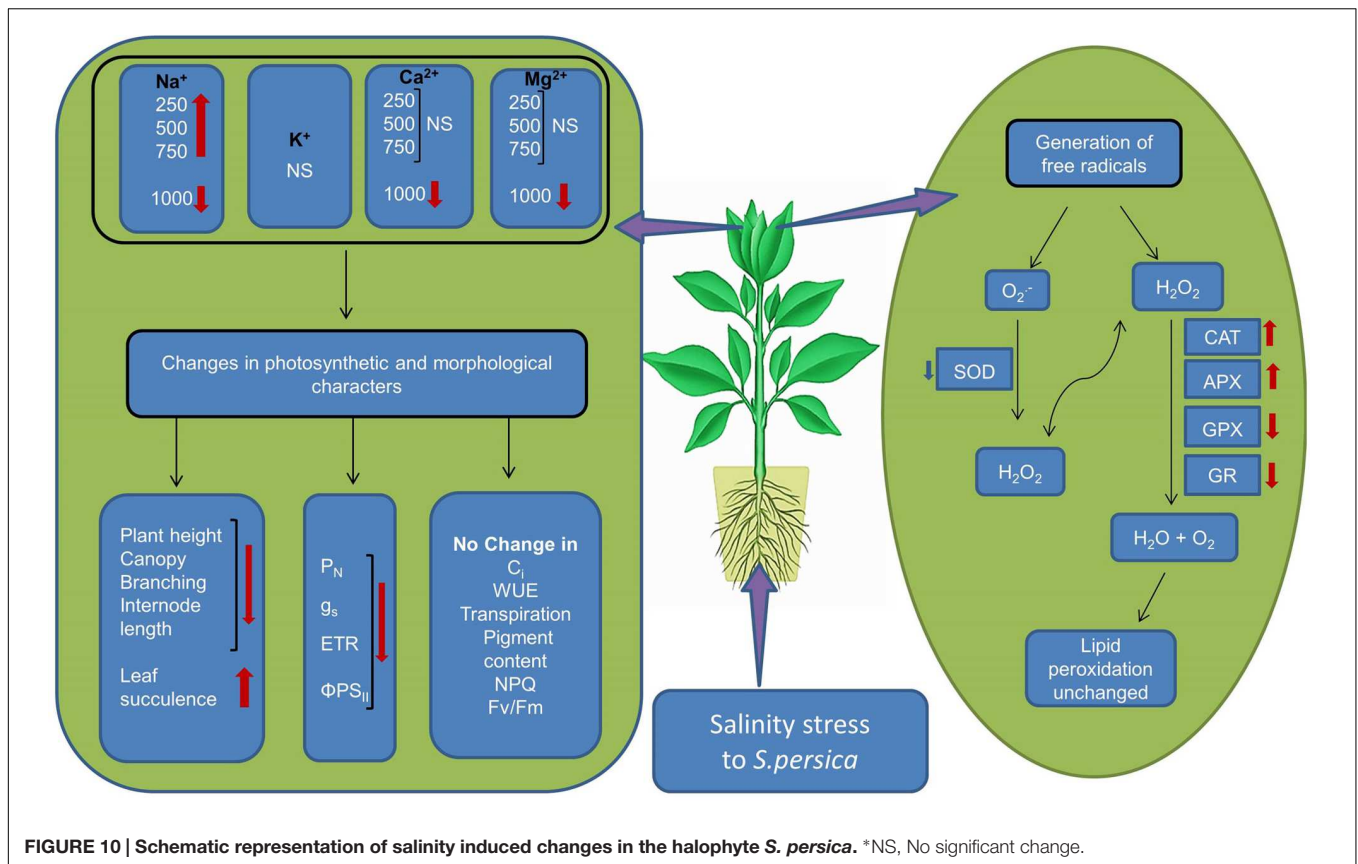 Na⁺
250
500
750
1000
K⁺
NS
Ca²⁺
250
500
750
NS
1000
Mg²⁺
250
500
750
NS
1000
Changes in photosynthetic and morphological
characters
Plant height
Canopy
Branching
Internode
length
Leaf
succulence
P_N
g_s
ETR
ΦPS_II
No Change in
C_i
WUE
Transpiration
Pigment
content
NPQ
Fv/Fm
Salinity stress
to S.persica
Generation of
free radicals
O₂·-
H₂O₂
SOD
CAT
APX
GPX
GR
H₂O₂
H₂O + O₂
Lipid
peroxidation
unchanged
FIGURE 10 | Schematic representation of salinity induced changes in the halophyte S. persica. *NS, No significant change.